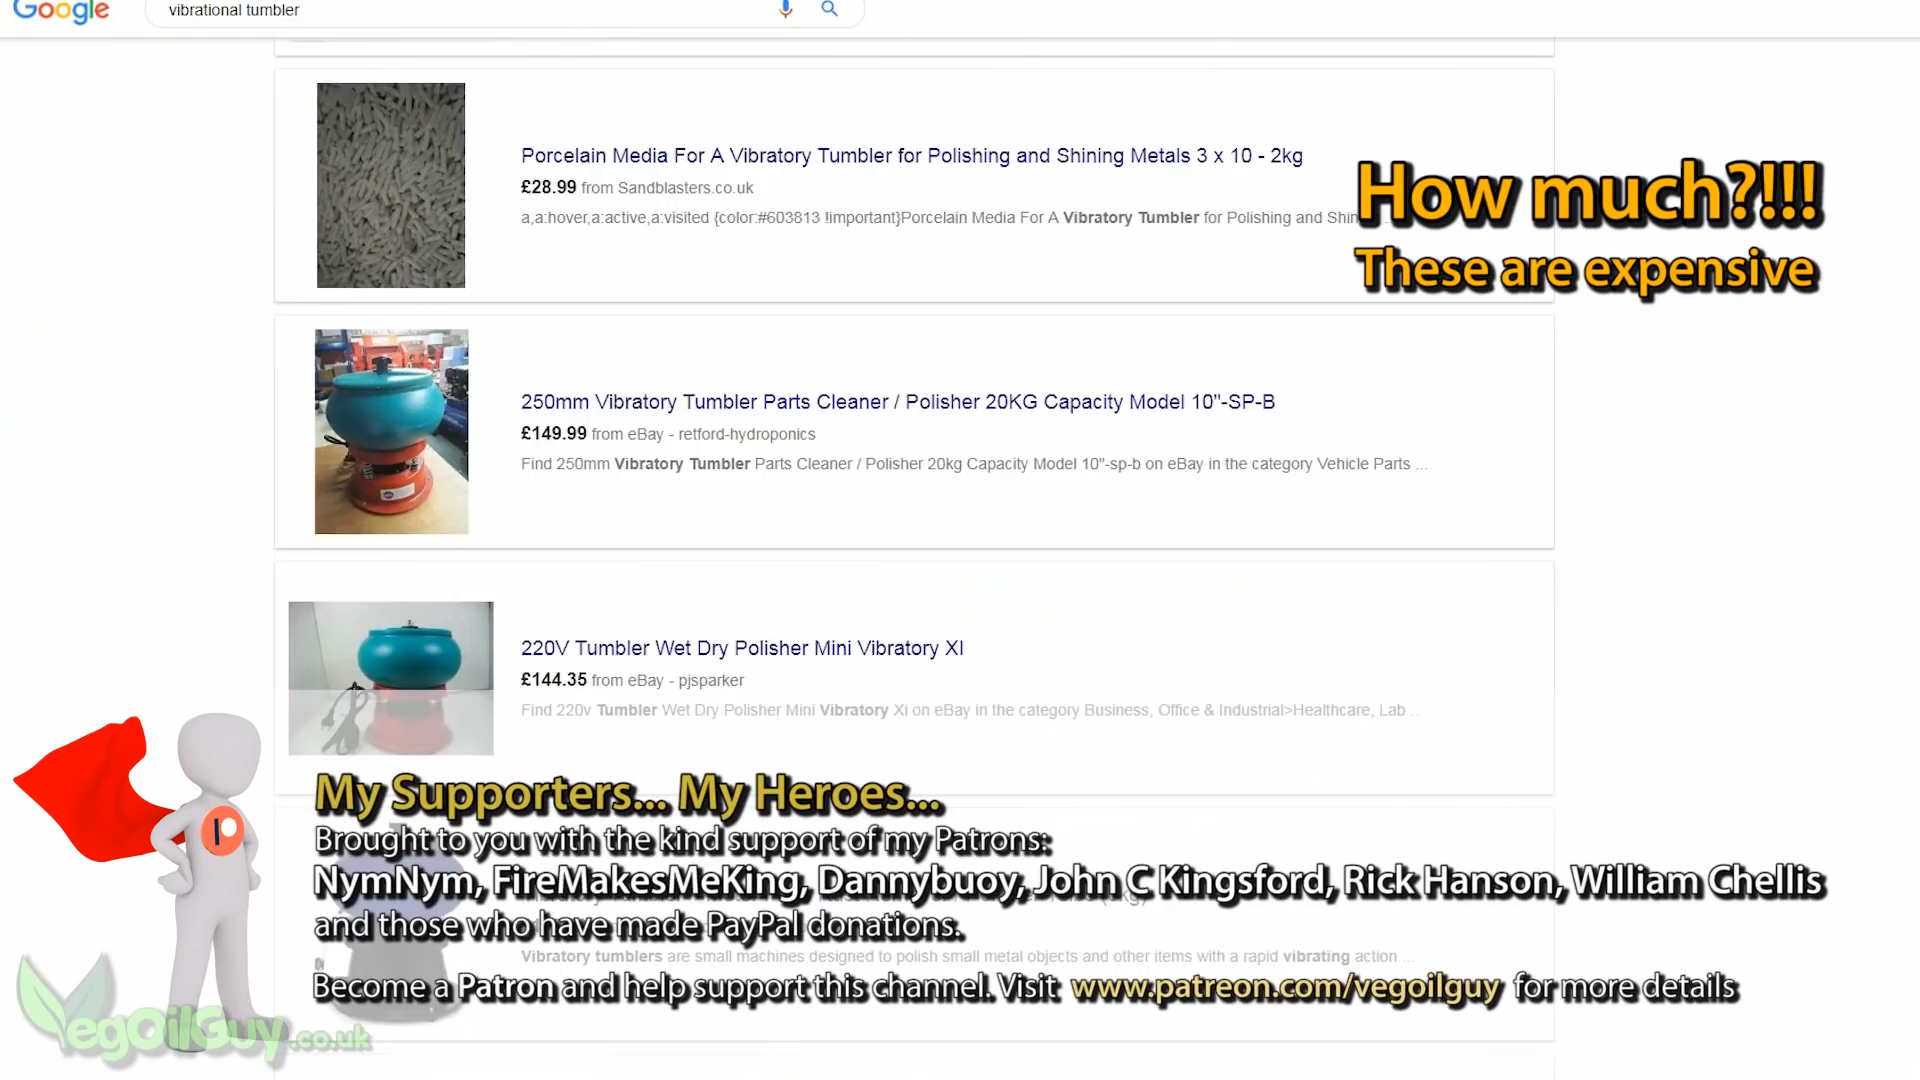 Google
vibrational tumbler
Porcelain Media For A Vibratory Tumbler for Polishing and Shining Metals 3 x 10 - 2kg
£28.99 from Sandblasters.co.uk
a,a:hover,a:active,a:visited {color:#603813 !important}Porcelain Media For A Vibratory Tumbler for Polishing and Shin
How much?!!!
These are expensive
250mm Vibratory Tumbler Parts Cleaner / Polisher 20KG Capacity Model 10"-SP-B
£149.99 from eBay - retford-hydroponics
Find 250mm Vibratory Tumbler Parts Cleaner / Polisher 20kg Capacity Model 10"-sp-b on eBay in the category Vehicle Parts ...
220V Tumbler Wet Dry Polisher Mini Vibratory XI
£144.35 from eBay - pjsparker
Find 220v Tumbler Wet Dry Polisher Mini Vibratory Xi on eBay in the category Business, Office & Industrial>Healthcare, Lab ...
My Supporters... My Heroes...
Brought to you with the kind support of my Patrons:
NymNym, FireMakesMeKing, Dannybuoy, John C Kingsford, Rick Hanson, William Chellis
and those who have made PayPal donations.
Vibratory tumblers are small machines designed to polish small metal objects and other items with a rapid vibrating action ...
Become a Patron and help support this channel. Visit www.patreon.com/vegoilguy for more details
VegOilGuy.co.uk